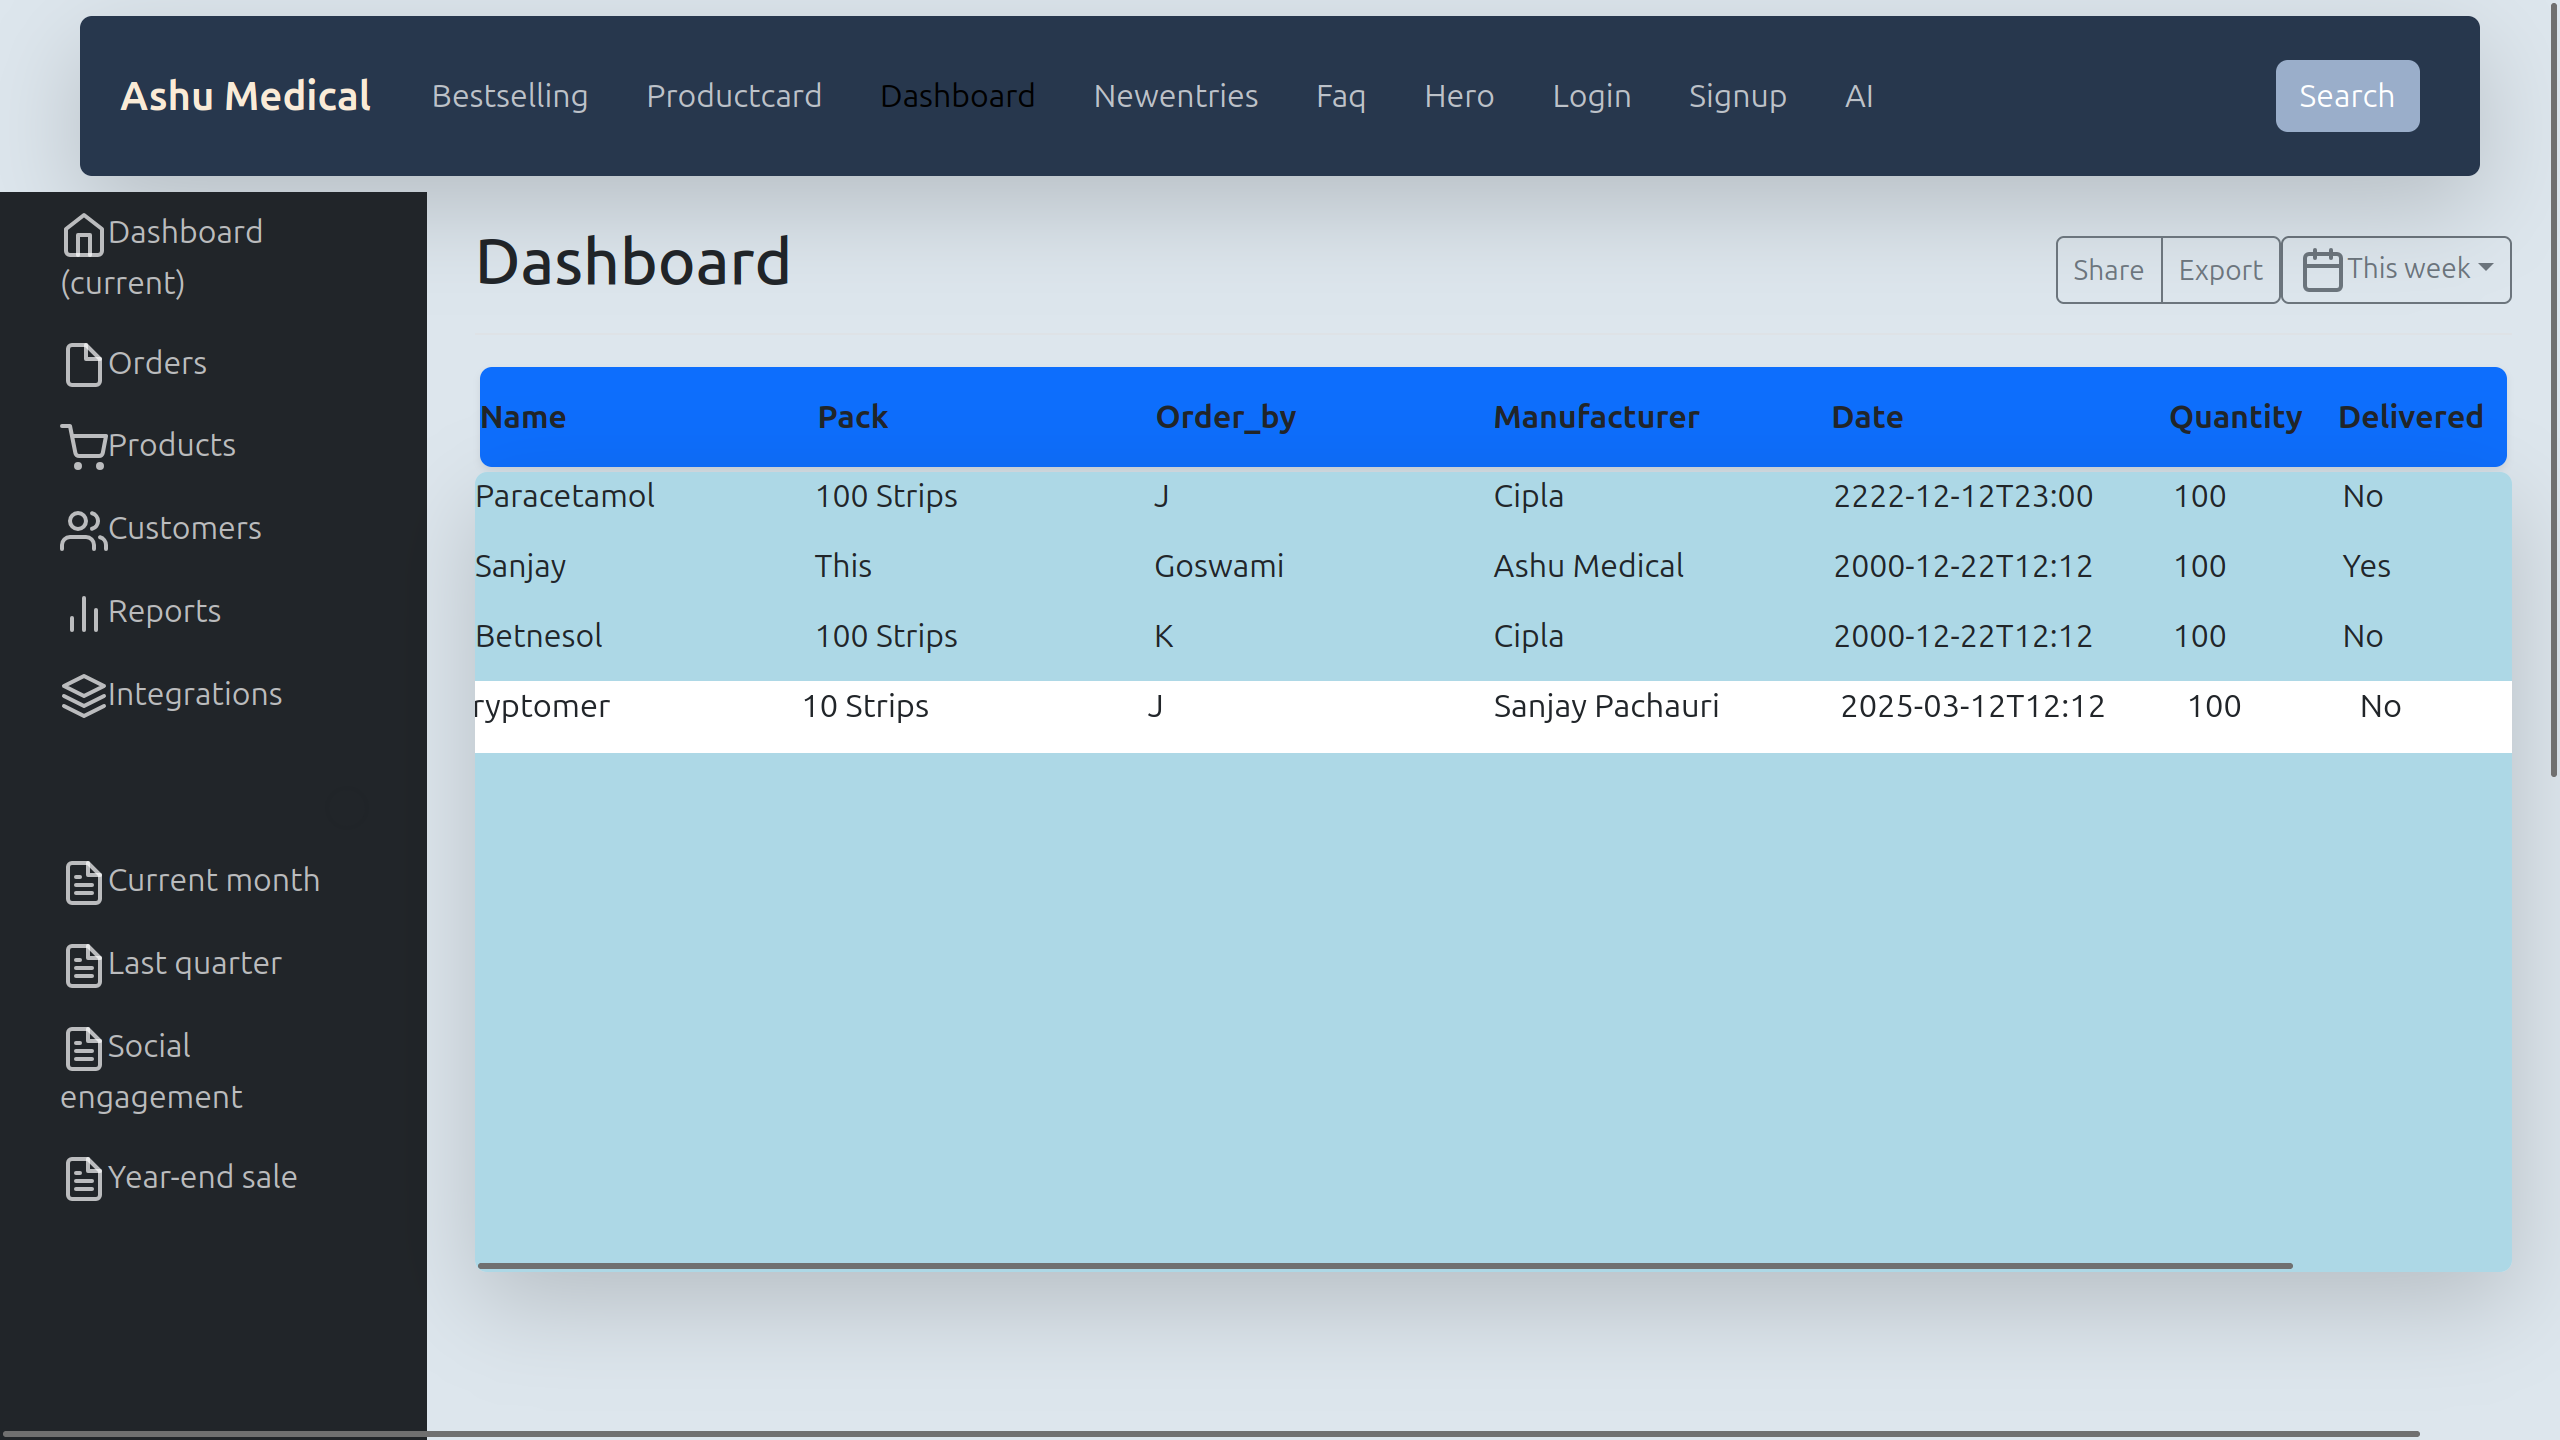 Ashu Medical Bestselling Productcard Dashboard Newentries Faq Hero Login Signup AI Search
Dashboard
(current)
Orders
Products
Customers
Reports
Integrations
Current month
Last quarter
Social
engagement
Year-end sale
Dashboard
Share Export This week
Name Pack Order_by Manufacturer Date Quantity Delivered
Paracetamol 100 Strips J Cipla 2222-12-12T23:00 100 No
Sanjay This Goswami Ashu Medical 2000-12-22T12:12 100 Yes
Betnesol 100 Strips K Cipla 2000-12-22T12:12 100 No
ryptomer 10 Strips J Sanjay Pachauri 2025-03-12T12:12 100 No